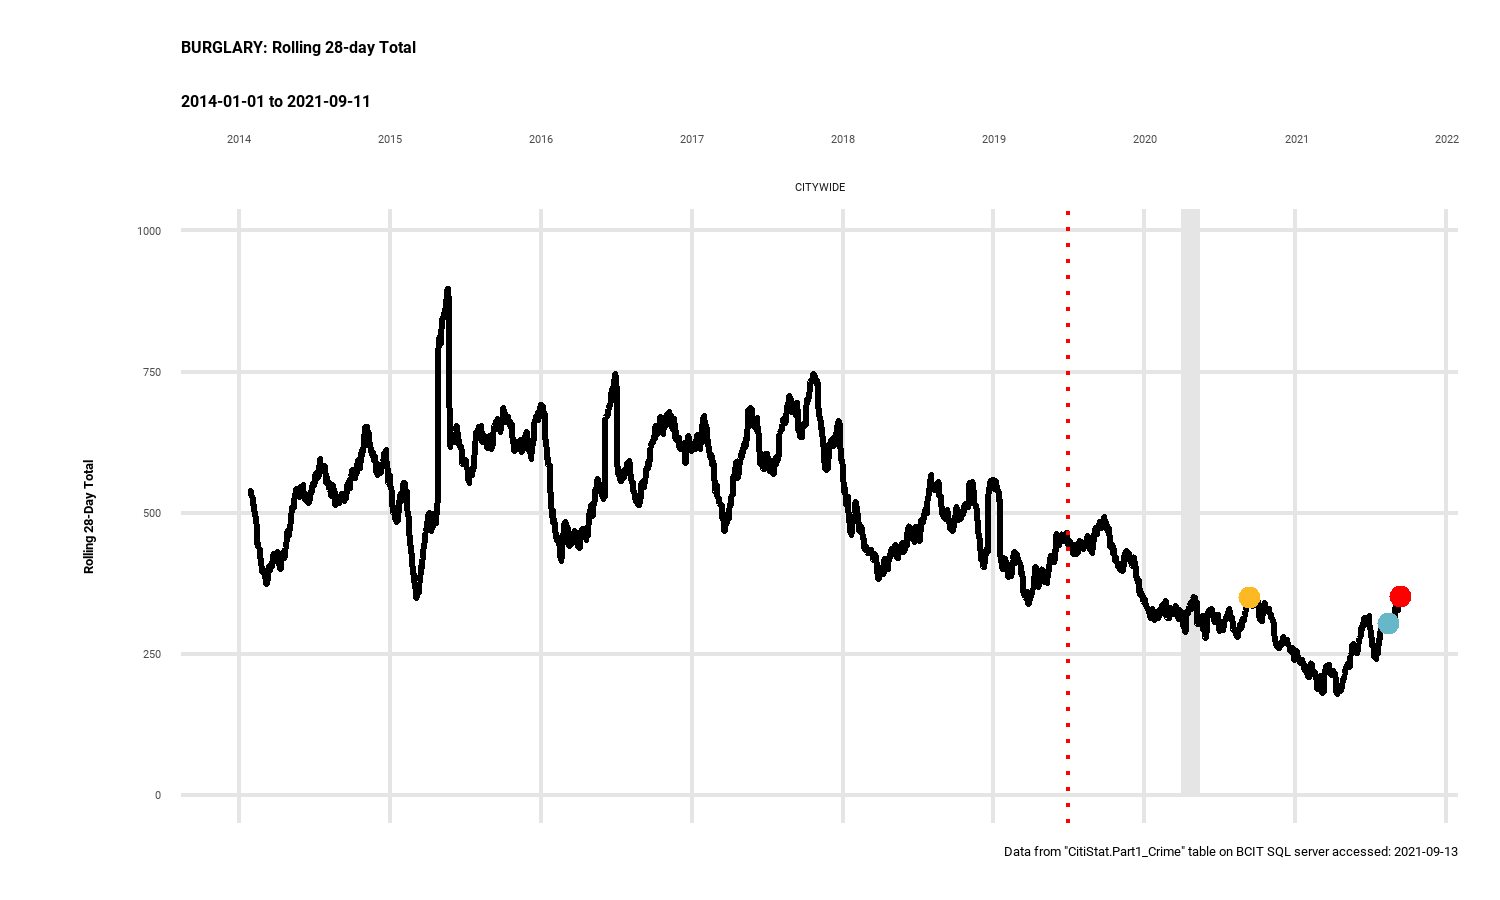 BURGLARY: Rolling 28-day Total
2014-01-01 to 2021-09-11
2014 2015 2016 2017 2018 2019 2020 2021 2022
CITYWIDE
1000
750
500
250
0
Rolling 28-Day Total
Data from "CitiStat.Part1_Crime" table on BCIT SQL server accessed: 2021-09-13